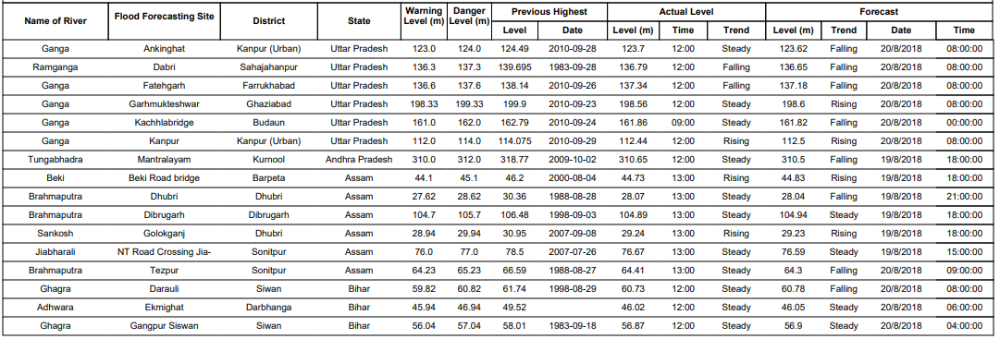 Name of River Flood Forecasting Site District State Warning Level (m) Danger Level (m) Previous Highest Actual Level Forecast
Level Date Level (m) Time Trend Level (m) Trend Date Time
Ganga Ankinghat Kanpur (Urban) Uttar Pradesh 123.0 124.0 124.49 2010-09-28 123.7 12:00 Steady 123.62 Falling 20/8/2018 08:00:00
Ramganga Dabri Sahajahanpur Uttar Pradesh 136.3 137.3 139.695 1983-09-28 136.79 12:00 Falling 136.65 Falling 20/8/2018 08:00:00
Ganga Fatehgarh Farrukhabad Uttar Pradesh 136.6 137.6 138.14 2010-09-26 137.34 12:00 Falling 137.18 Falling 20/8/2018 08:00:00
Ganga Garhmukteshwar Ghaziabad Uttar Pradesh 198.33 199.33 199.9 2010-09-23 198.56 12:00 Steady 198.6 Rising 20/8/2018 08:00:00
Ganga Kachhlabridge Budaun Uttar Pradesh 161.0 162.0 162.79 2010-09-24 161.86 09:00 Steady 161.82 Falling 20/8/2018 00:00:00
Ganga Kanpur Kanpur (Urban) Uttar Pradesh 112.0 114.0 114.075 2010-09-29 112.44 12:00 Rising 112.5 Rising 20/8/2018 08:00:00
Tungabhadra Mantralayam Kurnool Andhra Pradesh 310.0 312.0 318.77 2009-10-02 310.65 12:00 Steady 310.5 Falling 19/8/2018 18:00:00
Beki Beki Road bridge Barpeta Assam 44.1 45.1 46.2 2000-08-04 44.73 13:00 Rising 44.83 Rising 19/8/2018 18:00:00
Brahmaputra Dhubri Dhubri Assam 27.62 28.62 30.36 1988-08-28 28.07 13:00 Steady 28.04 Falling 19/8/2018 21:00:00
Brahmaputra Dibrugarh Dibrugarh Assam 104.7 105.7 106.48 1998-09-03 104.89 13:00 Steady 104.94 Steady 19/8/2018 18:00:00
Sankosh Golokganj Dhubri Assam 28.94 29.94 30.95 2007-09-08 29.24 13:00 Rising 29.23 Rising 19/8/2018 18:00:00
Jiabharali NT Road Crossing Jia- Sonitpur Assam 76.0 77.0 78.5 2007-07-26 76.67 13:00 Steady 76.59 Steady 19/8/2018 15:00:00
Brahmaputra Tezpur Sonitpur Assam 64.23 65.23 66.59 1988-08-27 64.41 13:00 Steady 64.3 Falling 20/8/2018 09:00:00
Ghagra Darauli Siwan Bihar 59.82 60.82 61.74 1998-08-29 60.73 12:00 Steady 60.78 Falling 20/8/2018 08:00:00
Adhwara Ekmighat Darbhanga Bihar 45.94 46.94 49.52 46.02 12:00 Steady 46.05 Steady 20/8/2018 06:00:00
Ghagra Gangpur Siswan Siwan Bihar 56.04 57.04 58.01 1983-09-18 56.87 12:00 Steady 56.9 Steady 20/8/2018 04:00:00